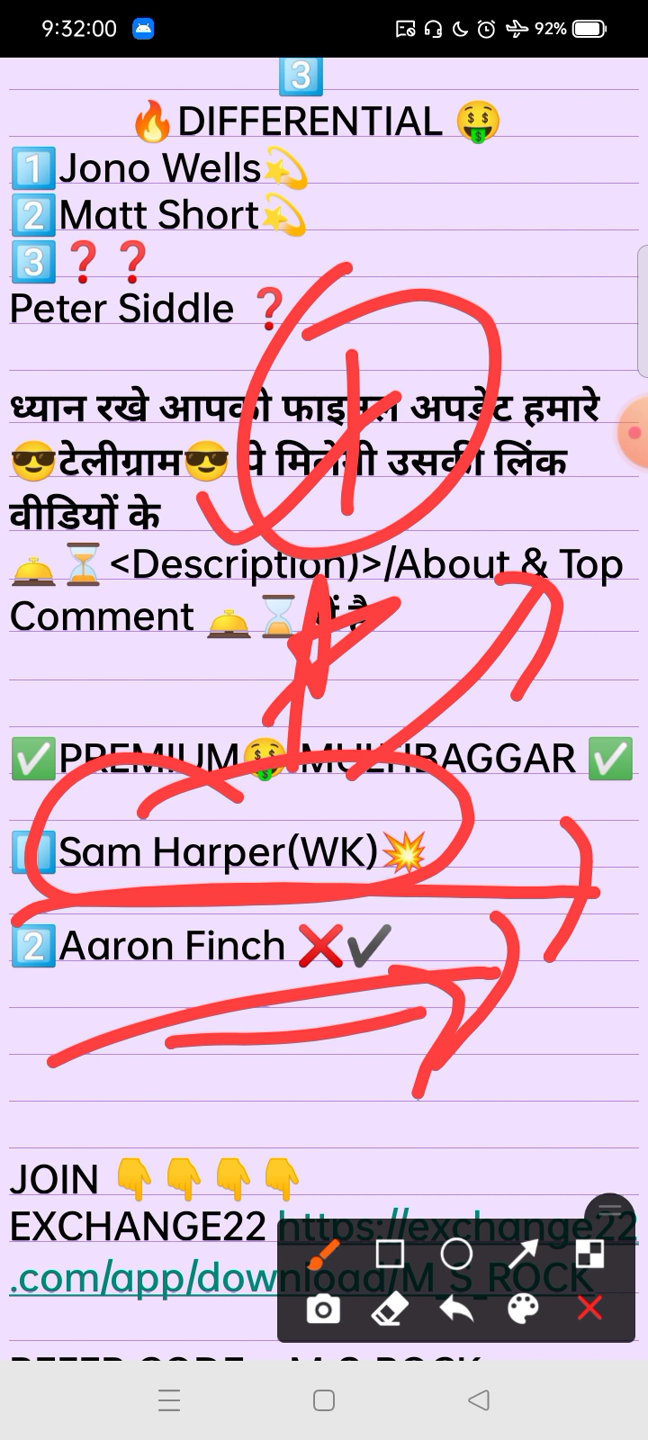 9:32:00 92%
3
🔥DIFFERENTIAL 🤑
1️⃣Jono Wells💫
2️⃣Matt Short💫
3️⃣❓❓
Peter Siddle ❓
ध्यान रखे आपको फाइनल अपडेट हमारे
😎टेलीग्राम😎 पे मिलेगी उसकी लिंक
वीडियों के
🛎️⏳<Description)>/About & Top
Comment 🛎️⏳ में है
✅PREMIUM🤑 MULTIBAGGAR ✅
1️⃣Sam Harper(WK)💥
2️⃣Aaron Finch ❌✔️
JOIN 👇👇👇👇
EXCHANGE22 https://exchange22
.com/app/download/M_S_ROCK